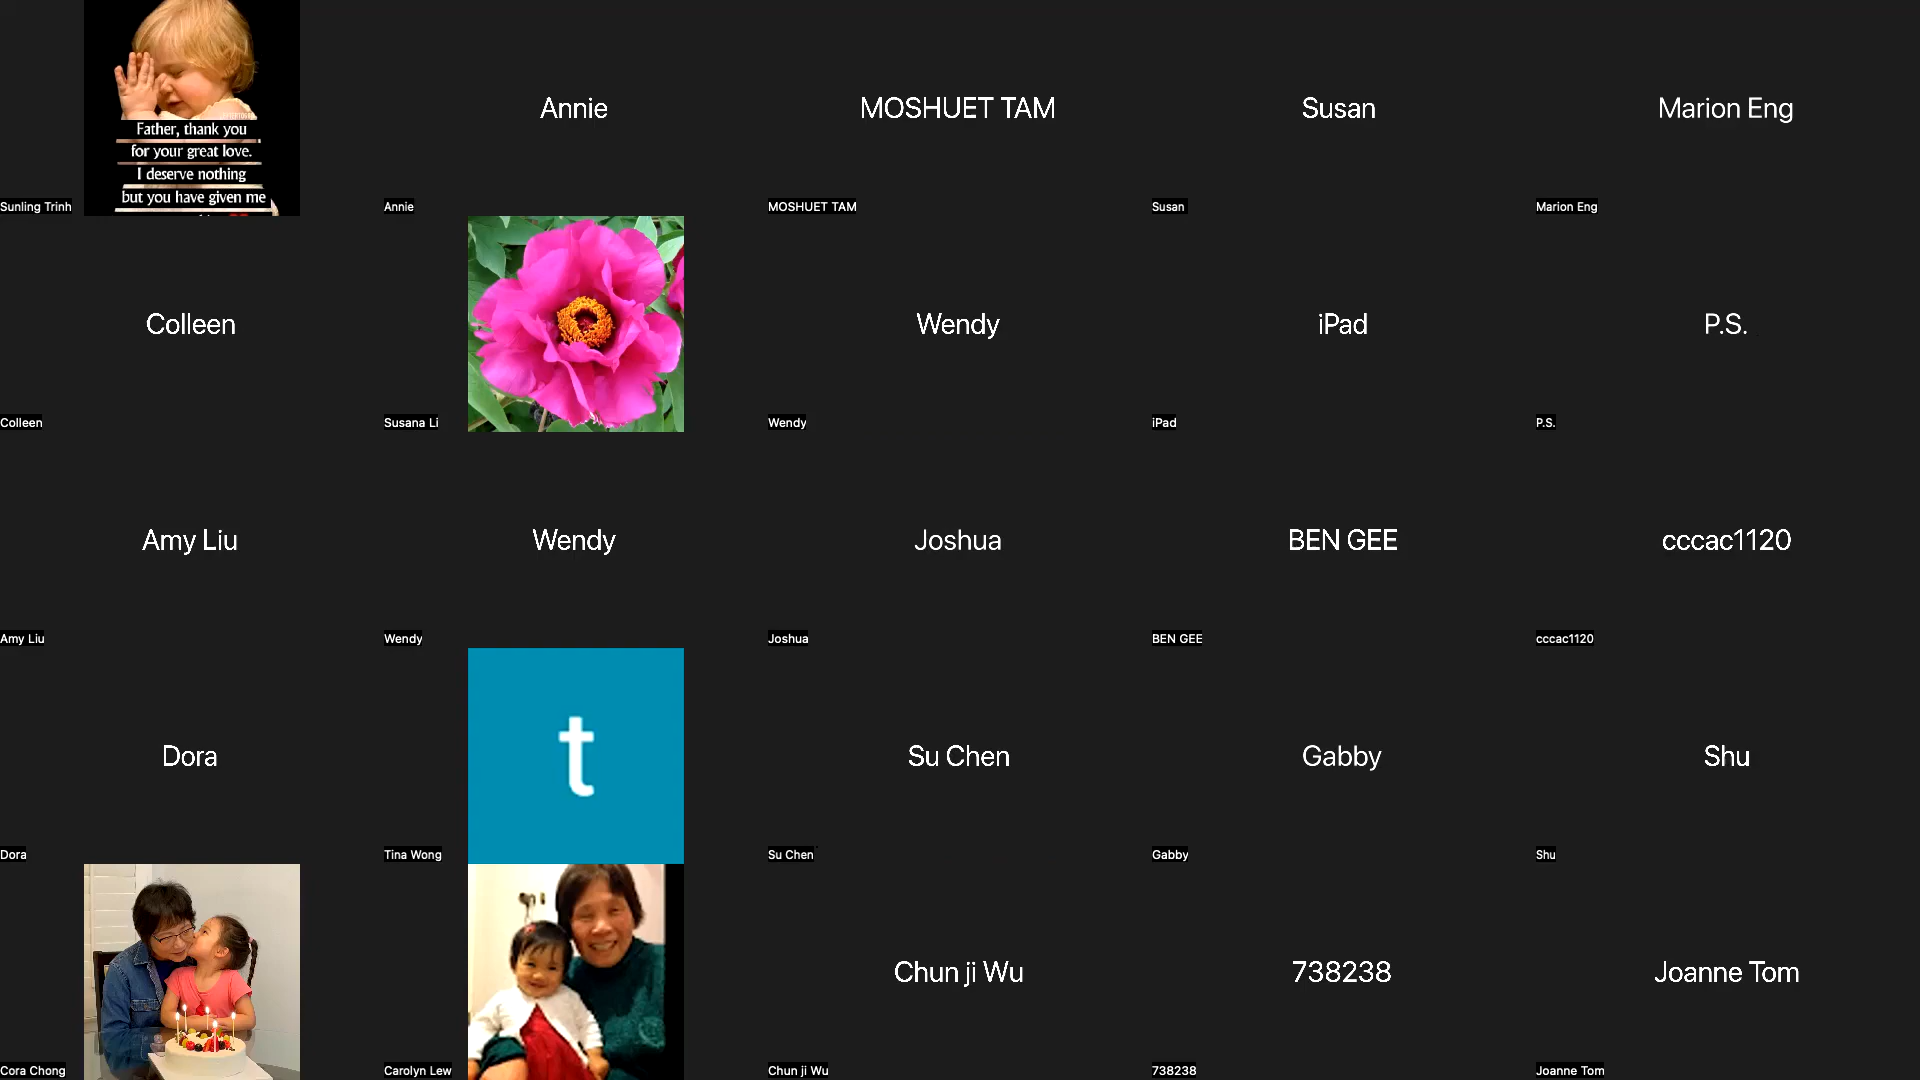 Father, thank you
for your great love.
I deserve nothing
but you have given me
Sunling Trinh
Annie
Annie
MOSHUET TAM
MOSHUET TAM
Susan
Susan
Marion Eng
Marion Eng
Colleen
Colleen
Susana Li
Wendy
Wendy
iPad
iPad
P.S.
P.S.
Amy Liu
Amy Liu
Wendy
Wendy
Joshua
Joshua
BEN GEE
BEN GEE
cccac1120
cccac1120
Dora
Dora
t
Tina Wong
Su Chen
Su Chen
Gabby
Gabby
Shu
Shu
Cora Chong
Carolyn Lew
Chun ji Wu
Chun ji Wu
738238
738238
Joanne Tom
Joanne Tom